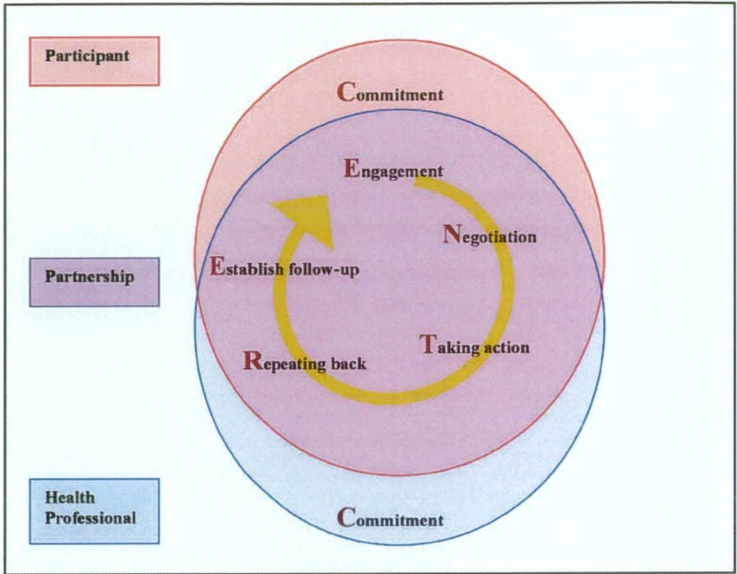 Participant
Commitment
Engagement
Negotiation
Establish follow-up
Partnership
Taking action
Repeating back
Health
Professional
Commitment